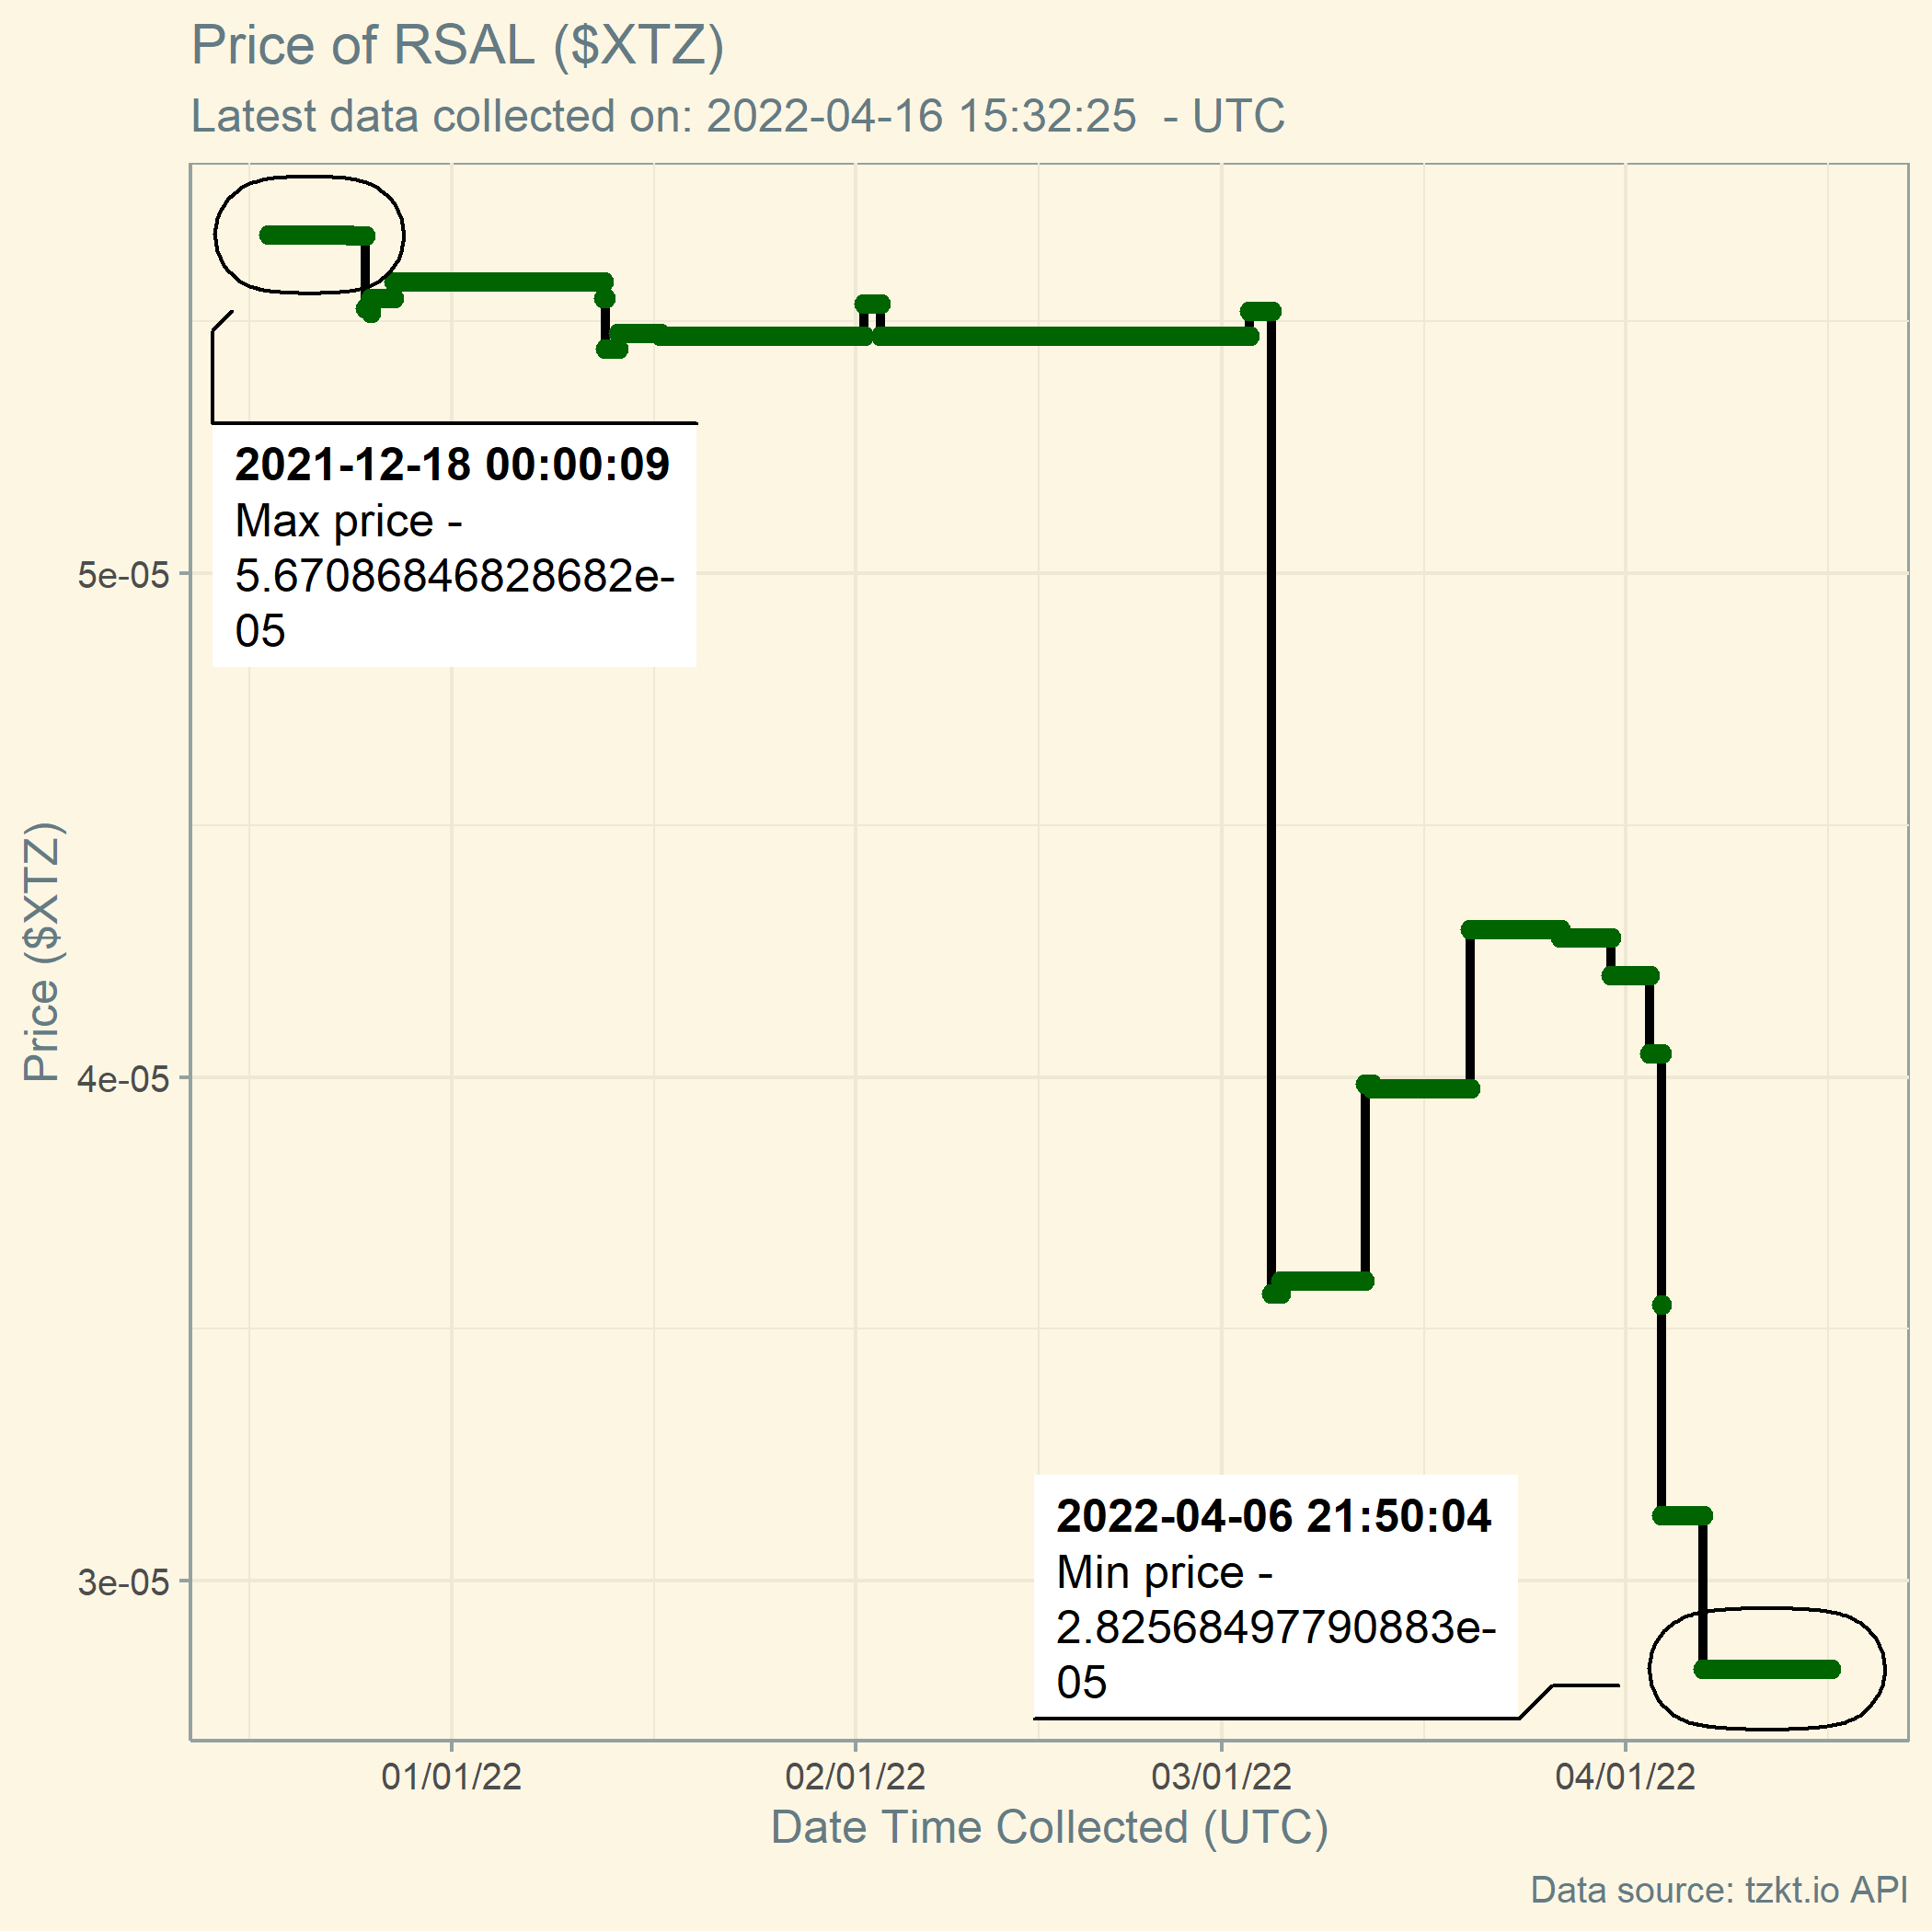 Price of RSAL ($XTZ)
Latest data collected on: 2022-04-16 15:32:25  - UTC
2021-12-18 00:00:09
Max price -
5.67086846828682e-
05
5e-05
Price ($XTZ)
4e-05
3e-05
2022-04-06 21:50:04
Min price -
2.82568497790883e-
05
01/01/22
02/01/22
03/01/22
04/01/22
Date Time Collected (UTC)
Data source: tzkt.io API